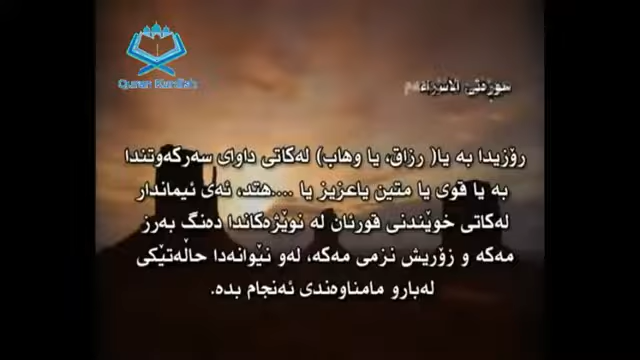 Quran Kurdish
سورەتی الأسراء
رۆزیدا بە یا( رزاق، یا وهاب) لەکاتی داوای سەرکەوتندا
بە یا قوی یا متین یاعزیز یا ....هتد، ئەی ئیماندار
لەکاتی خوێندنی قورئان لە نوێژەکاندا دەنگ بەرز
مەکە و زۆریش نزمی مەکە، لەو نێوانەدا حاڵەتێکی
لەبارو مامناوەندی ئەنجام بدە.